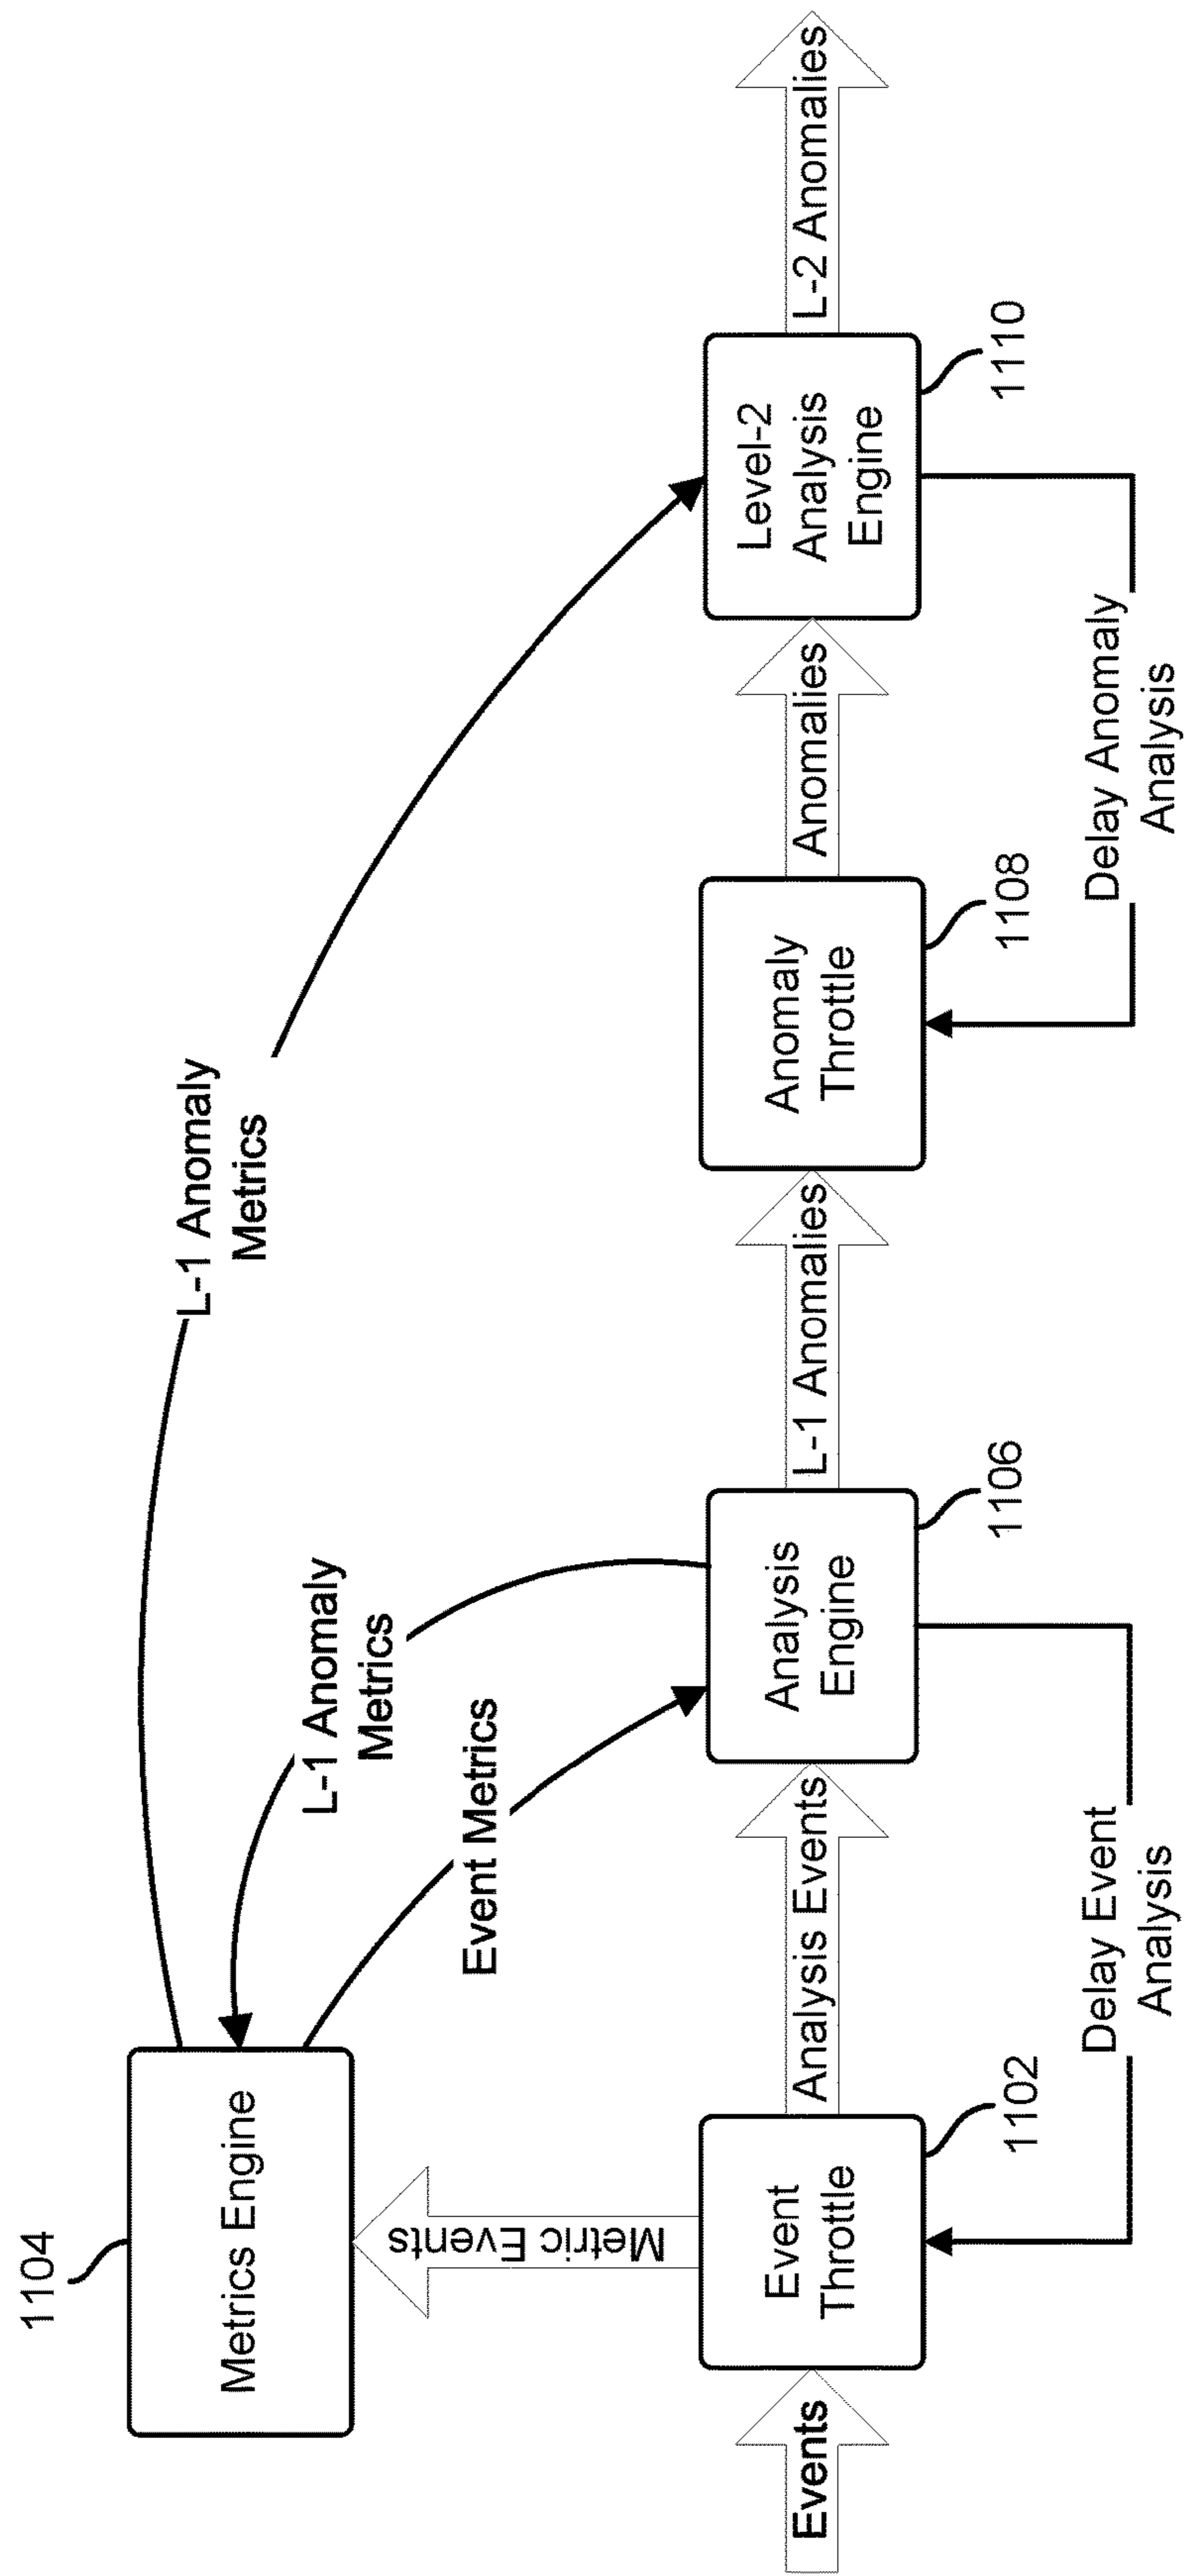 1104
Metrics Engine
L-1 Anomaly
Metrics
L-1 Anomaly
Metrics
Event Metrics
Metric Events
Events
Event
Throttle
1102
Analysis Events
Analysis
Engine
1106
L-1 Anomalies
Anomaly
Throttle
1108
Anomalies
Level-2
Analysis
Engine
1110
L-2 Anomalies
Delay Event
Analysis
Delay Anomaly
Analysis